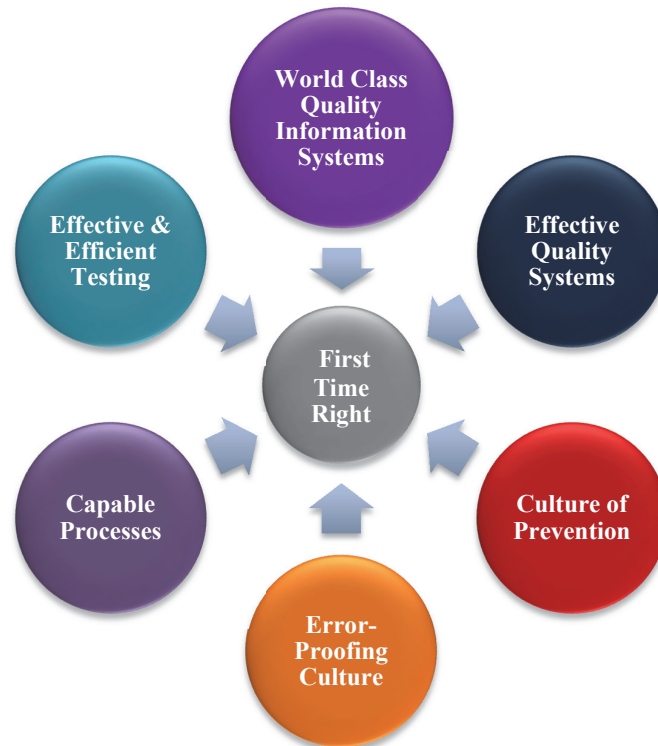 World Class
Quality
Information
Systems
Effective &
Efficient
Testing
Effective
Quality
Systems
First
Time
Right
Capable
Processes
Culture of
Prevention
Error-
Proofing
Culture